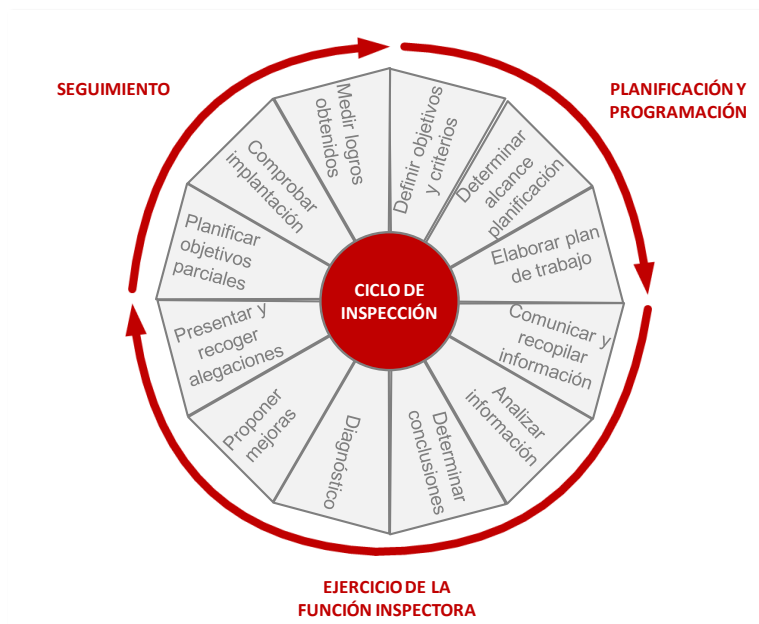 SEGUIMIENTO
PLANIFICACIÓN Y
PROGRAMACIÓN
Definir objetivos
y criterios
Determinar
alcance
planificación
Elaborar plan
de trabajo
Comunicar y
recopilar
información
Analizar
información
Determinar
conclusiones
Diagnóstico
Proponer
mejoras
Presentar y
recoger
alegaciones
Planificar
objetivos
parciales
Comprobar
implantación
Medir logros
obtenidos
CICLO DE
INSPECCIÓN
EJERCICIO DE LA
FUNCIÓN INSPECTORA